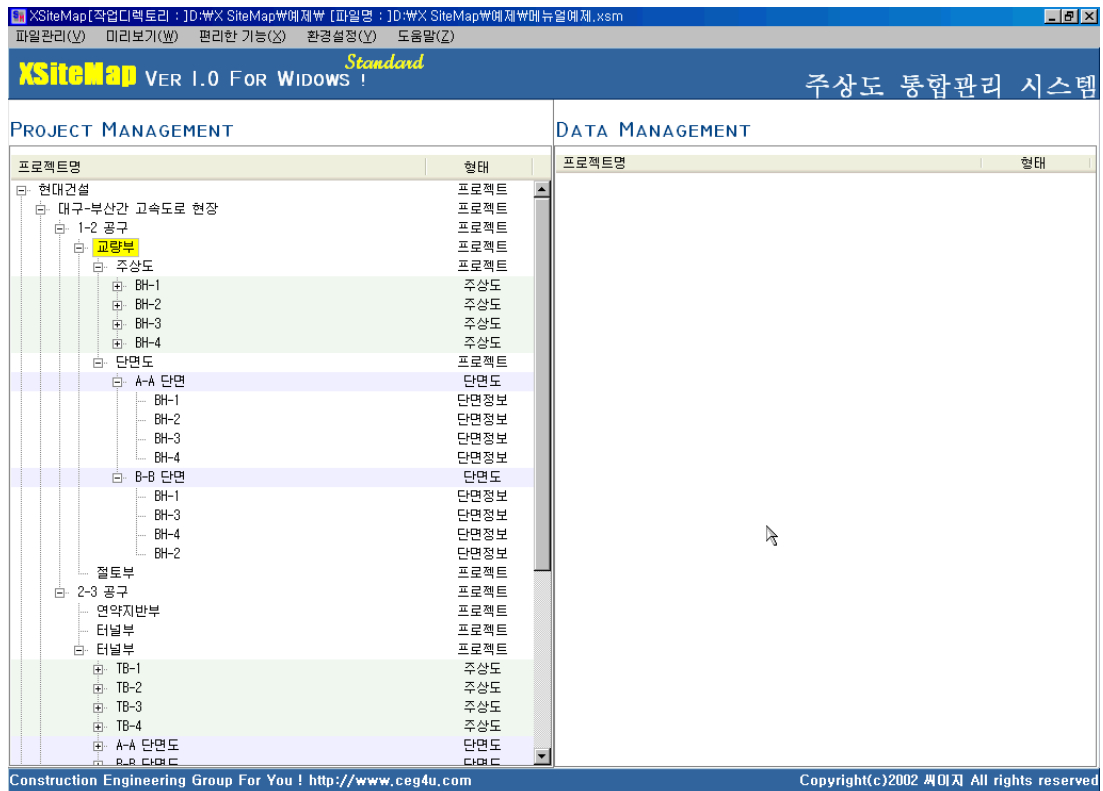 XSiteMap[작업디렉토리 : ]D:₩X SiteMap₩예제₩ [파일명 : ]D:₩X SiteMap₩예제₩메뉴얼예제.xsm
파일관리(V) 미리보기(W) 편리한 기능(X) 환경설정(Y) 도움말(Z)
XSiteMap VER 1.0 FOR WIDOWS ! Standard
주상도 통합관리 시스템
PROJECT MANAGEMENT
프로젝트명 형태
현대건설 프로젝트
대구-부산간 고속도로 현장 프로젝트
1-2 공구 프로젝트
교량부 프로젝트
주상도 프로젝트
BH-1 주상도
BH-2 주상도
BH-3 주상도
BH-4 주상도
단면도 프로젝트
A-A 단면 단면도
BH-1 단면정보
BH-2 단면정보
BH-3 단면정보
BH-4 단면정보
B-B 단면 단면도
BH-1 단면정보
BH-3 단면정보
BH-4 단면정보
BH-2 단면정보
절토부 프로젝트
2-3 공구 프로젝트
연약지반부 프로젝트
터널부 프로젝트
터널부 프로젝트
TB-1 주상도
TB-2 주상도
TB-3 주상도
TB-4 주상도
A-A 단면도 단면도
B-B 단면도 단면도
DATA MANAGEMENT
프로젝트명 형태
Construction Engineering Group For You ! http://www.ceg4u.com
Copyright(c)2002 씨이지 All rights reserved